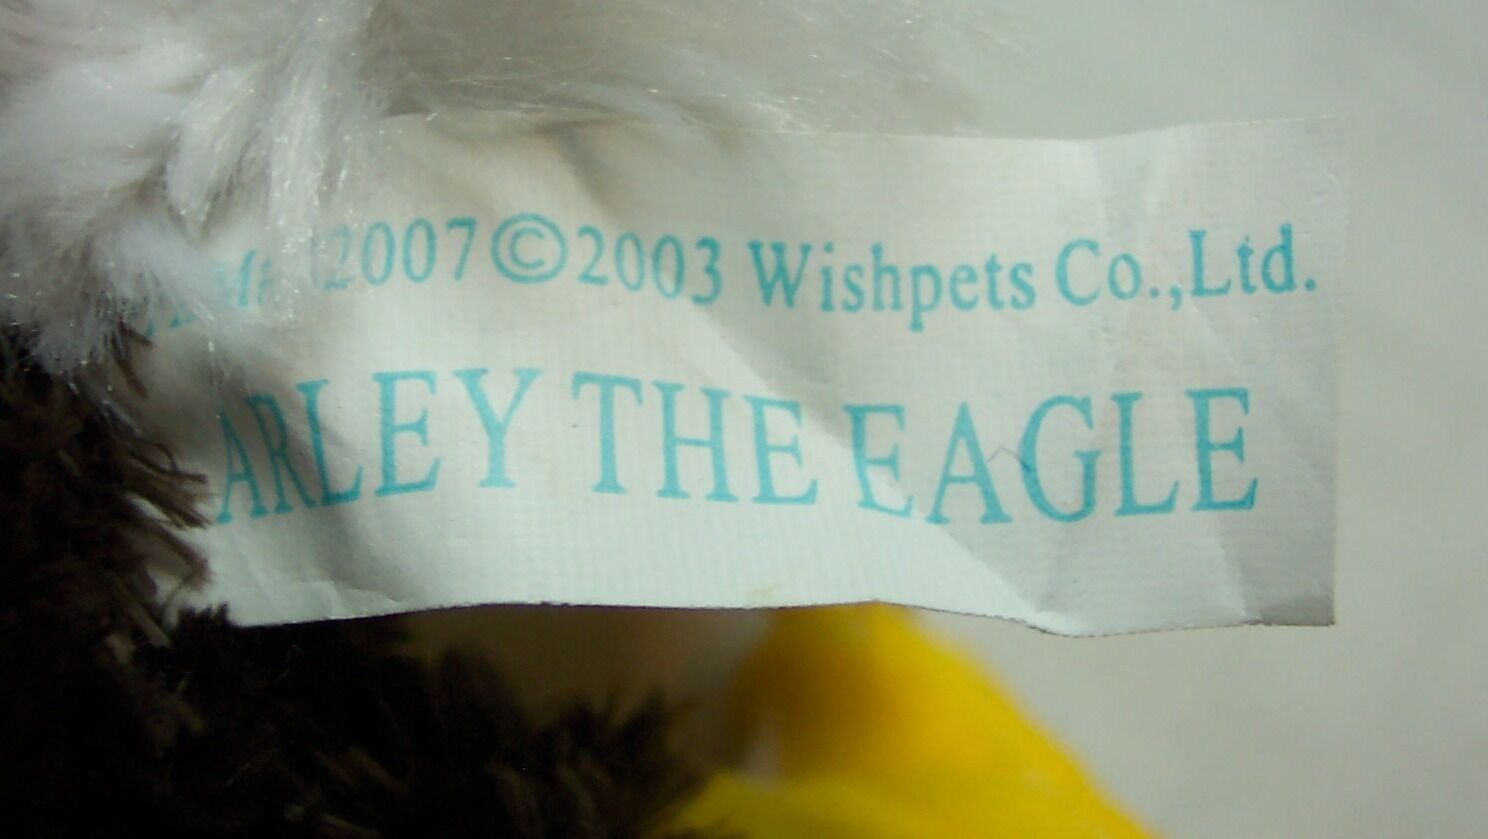 2007 ©2003 Wishpets Co.,Ltd.
ARLEY THE EAGLE